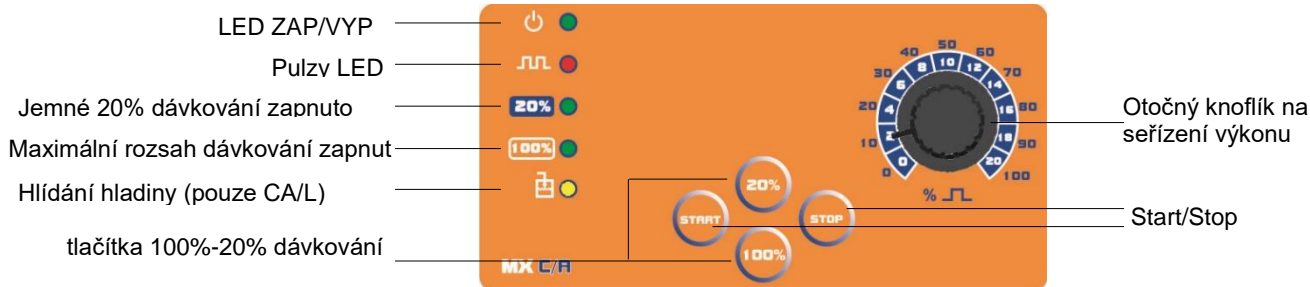 LED ZAP/VYP
Pulzy LED
Jemné 20% dávkování zapnuto
Maximální rozsah dávkování zapnut
Hlídání hladiny (pouze CA/L)
tlačítka 100%-20% dávkování
20%
100%
MX C/A
START
20%
STOP
100%
0
10
20
30
40
50
60
70
80
90
100
0
2
4
6
8
10
12
14
16
18
20
%
Otočný knoflík na
seřízení výkonu
Start/Stop